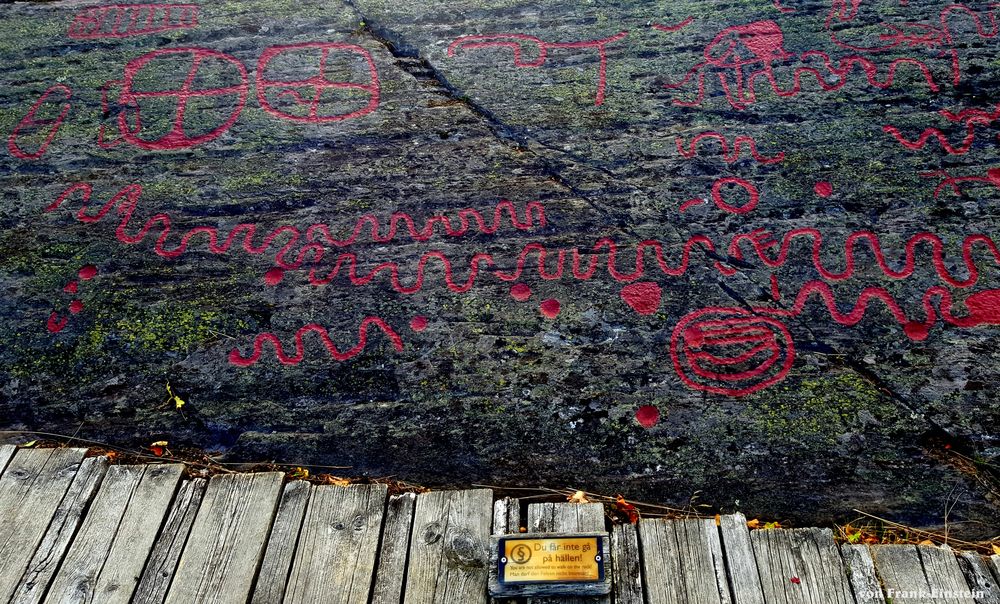 §
Du får inte gå
på hällen!
You are not allowed to walk on the rock!
Man darf den Felsen nicht betreten!
von Frank-Einstein